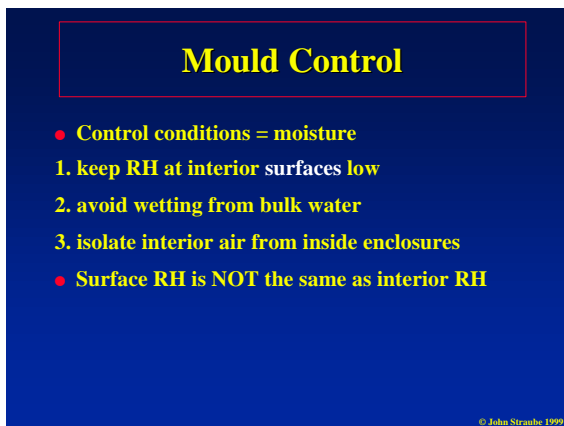 Mould Control
● Control conditions = moisture
1. keep RH at interior surfaces low
2. avoid wetting from bulk water
3. isolate interior air from inside enclosures
● Surface RH is NOT the same as interior RH
© John Straube 1999